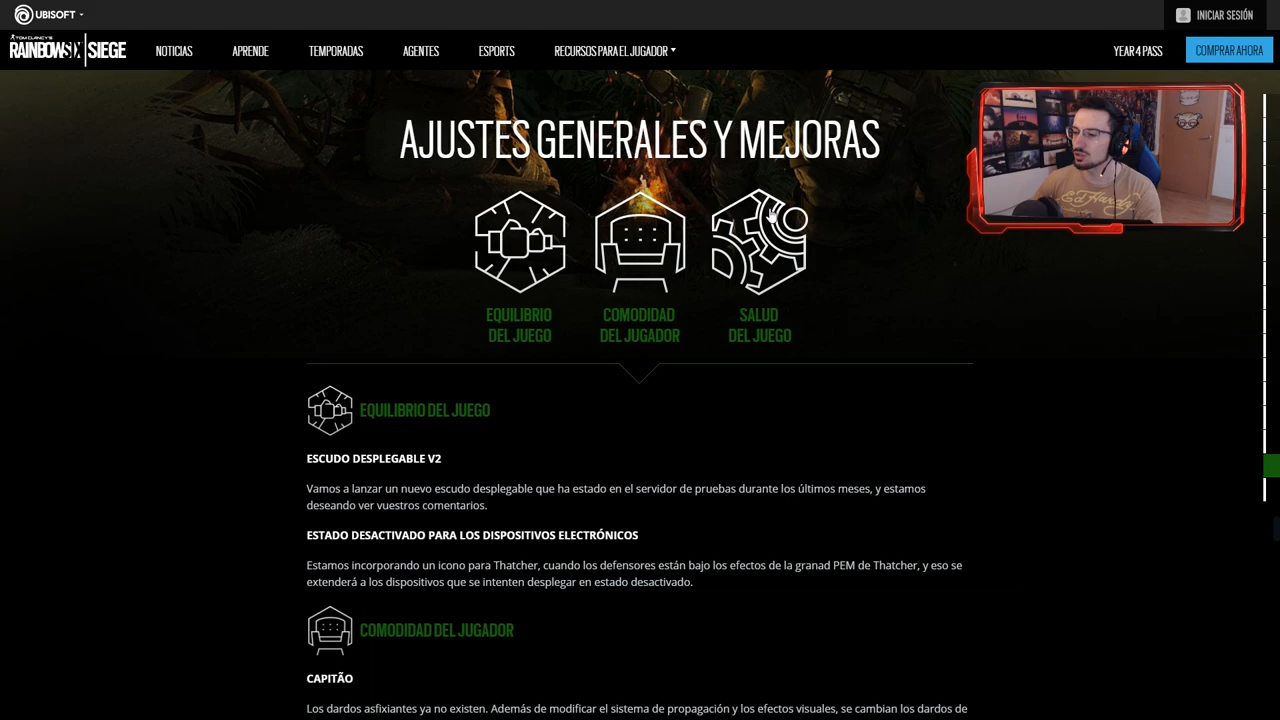 UBISOFT
INICIAR SESIÓN
TOM CLANCY'S
RAINBOWSIX SIEGE
NOTICIAS
APRENDE
TEMPORADAS
AGENTES
ESPORTS
RECURSOS PARA EL JUGADOR
YEAR 4 PASS
COMPRAR AHORA
AJUSTES GENERALES Y MEJORAS
EQUILIBRIO
DEL JUEGO
COMODIDAD
DEL JUGADOR
SALUD
DEL JUEGO
EQUILIBRIO DEL JUEGO
ESCUDO DESPLEGABLE V2
Vamos a lanzar un nuevo escudo desplegable que ha estado en el servidor de pruebas durante los últimos meses, y estamos
deseando ver vuestros comentarios.
ESTADO DESACTIVADO PARA LOS DISPOSITIVOS ELECTRÓNICOS
Estamos incorporando un icono para Thatcher, cuando los defensores están bajo los efectos de la granad PEM de Thatcher, y eso se
extenderá a los dispositivos que se intenten desplegar en estado desactivado.
COMODIDAD DEL JUGADOR
CAPITÃO
Los dardos asfixiantes ya no existen. Además de modificar el sistema de propagación y los efectos visuales, se cambian los dardos de
Ed Hardy